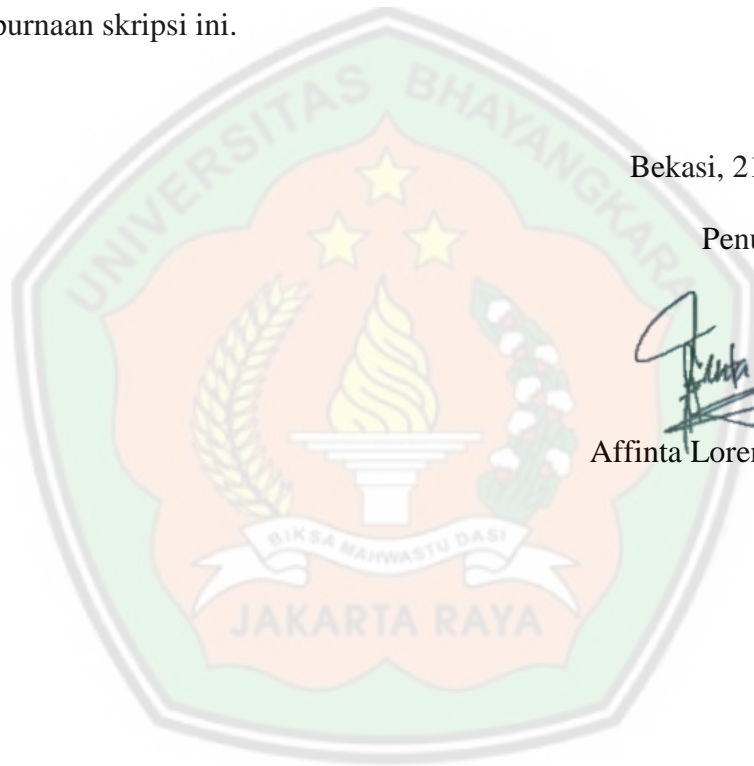 purnaan skripsi ini.
UNIVERSITAS BHAYANGKARA
Bekasi, 21
Penu
Affinta Loren
BIKSA MAHWASTU DASI
JAKARTA RAYA